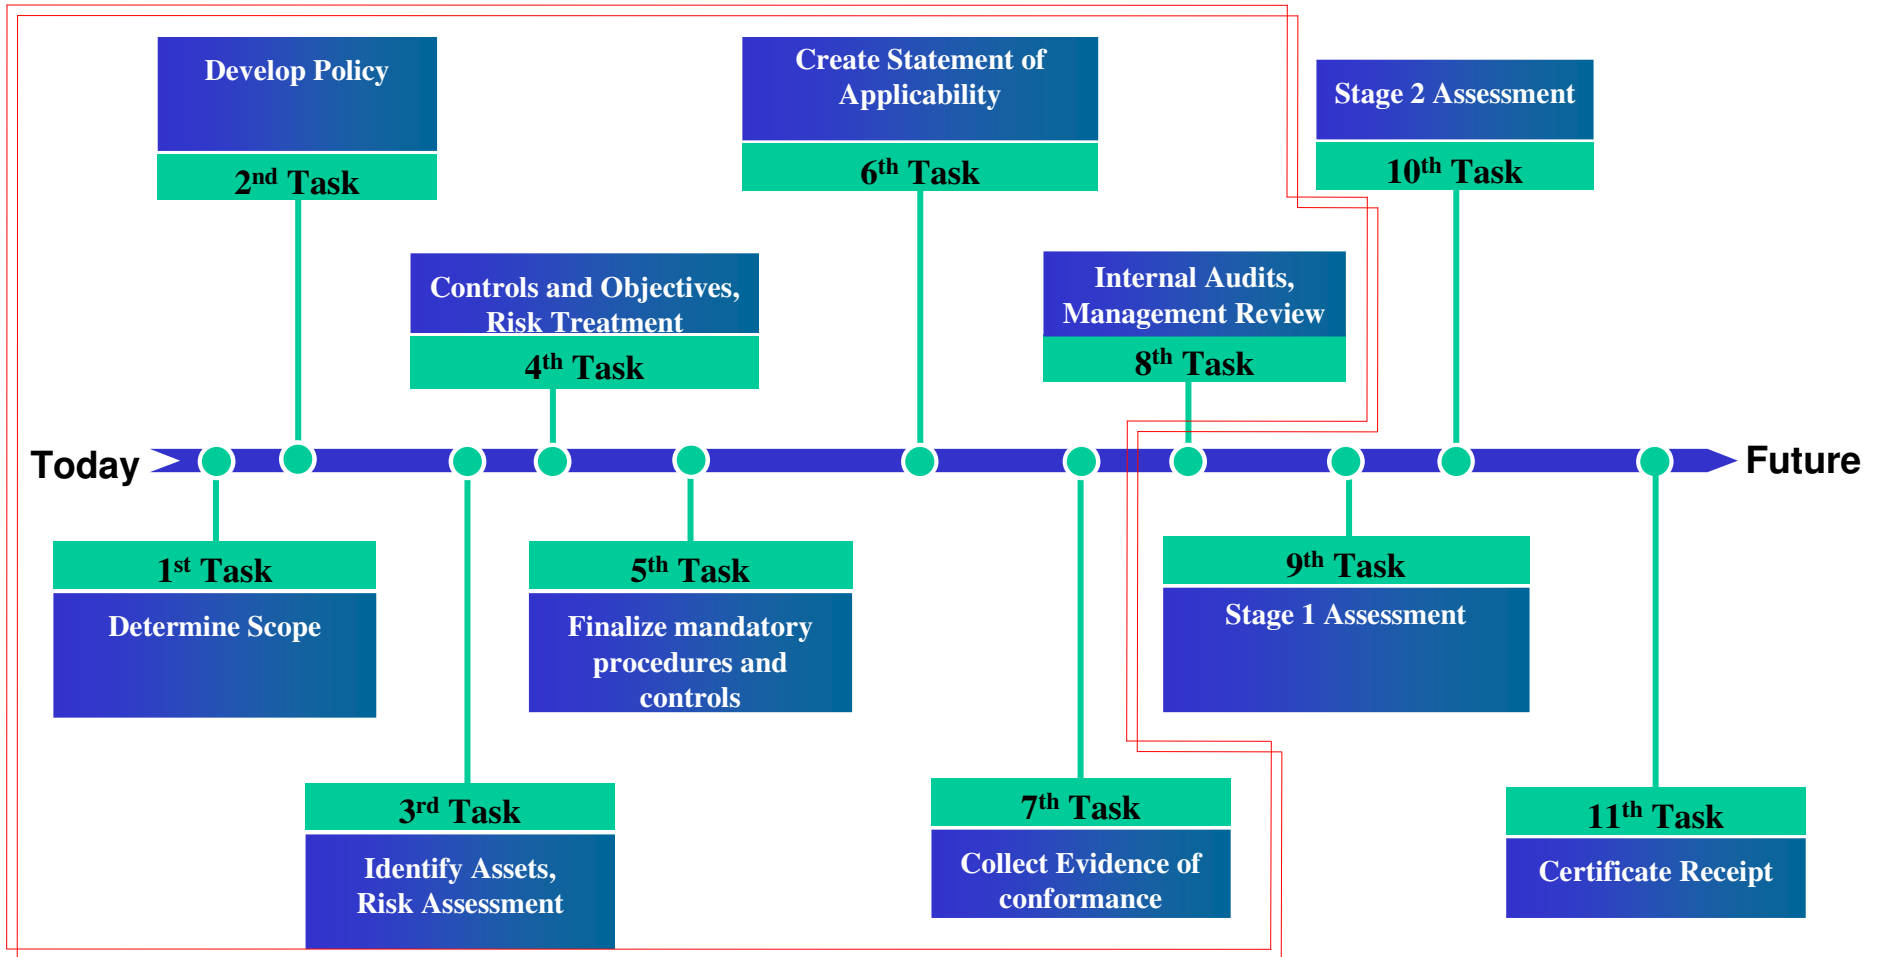 Develop Policy
2nd Task
Create Statement of
Applicability
6th Task
Stage 2 Assessment
10th Task
Controls and Objectives,
Risk Treatment
4th Task
Internal Audits,
Management Review
8th Task
Today
Future
1st Task
Determine Scope
5th Task
Finalize mandatory
procedures and
controls
9th Task
Stage 1 Assessment
3rd Task
Identify Assets,
Risk Assessment
7th Task
Collect Evidence of
conformance
11th Task
Certificate Receipt